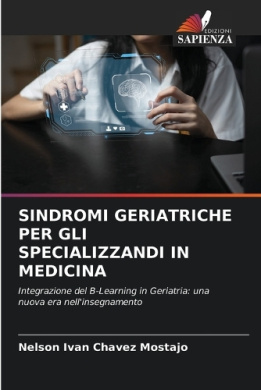 EDIZIONI
SAPIENZA
SINDROMI GERIATRICHE
PER GLI
SPECIALIZZANDI IN
MEDICINA
Integrazione del B-Learning in Geriatria: una
nuova era nell'insegnamento
Nelson Ivan Chavez Mostajo